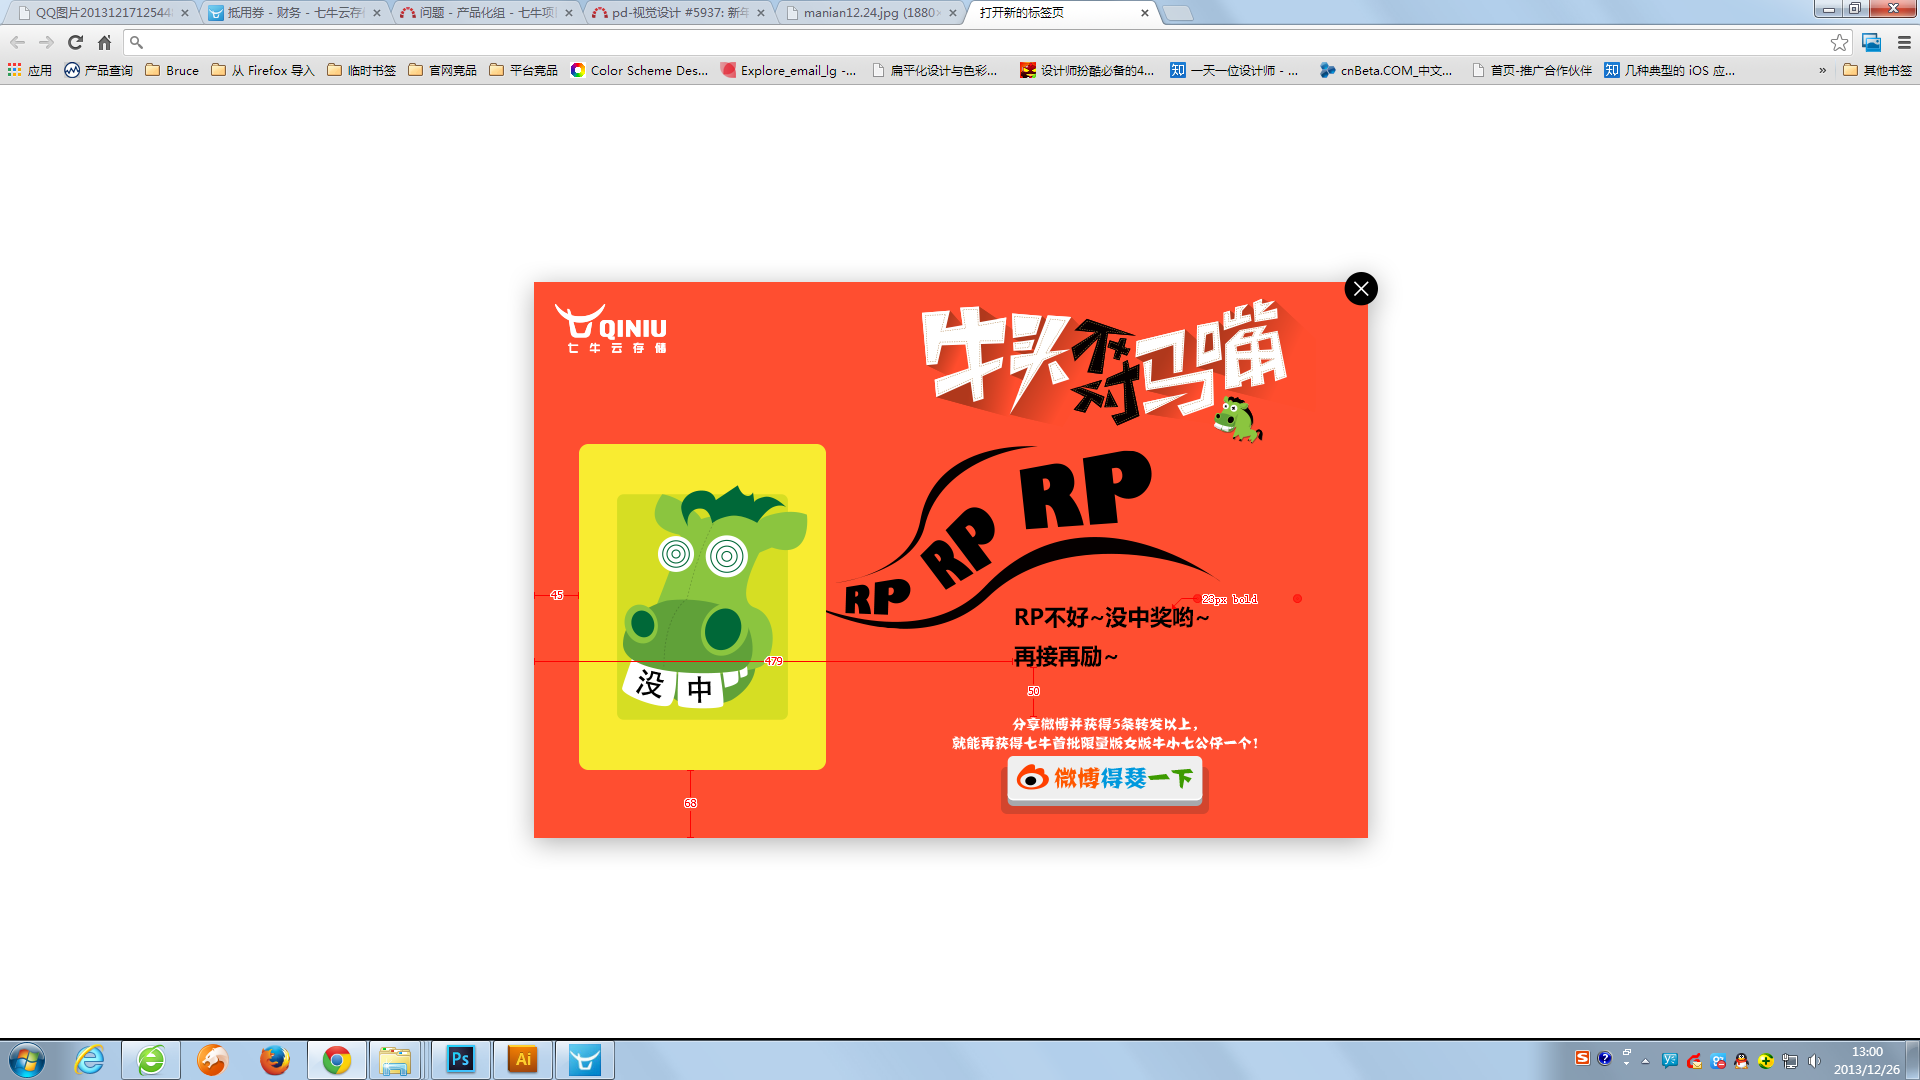 QQ图片2013121712544
抵用券 - 财务 - 七牛云存
问题 - 产品化组 - 七牛项
pd-视觉设计 #5937: 新年
manian12.24.jpg (1880×
打开新的标签页
应用
产品查询
Bruce
从 Firefox 导入
临时书签
官网竞品
平台竞品
Color Scheme Des...
Explore_email_lg -...
扁平化设计与色彩...
设计师扮酷必备的4...
一天一位设计师 - ...
cnBeta.COM_中文...
首页-推广合作伙伴
几种典型的 iOS 应...
»
其他书签
QINIU
七牛云存储
牛头不对马嘴
RP RP RP
45
23px bold
RP不好~没中奖哟~
再接再励~
479
没 中
50
分享微博并获得5条转发以上，
就能再获得七牛首批限量版女版牛小七公仔一个！
微博得瑟一下
68
Ps
Ai
13:00
2013/12/26